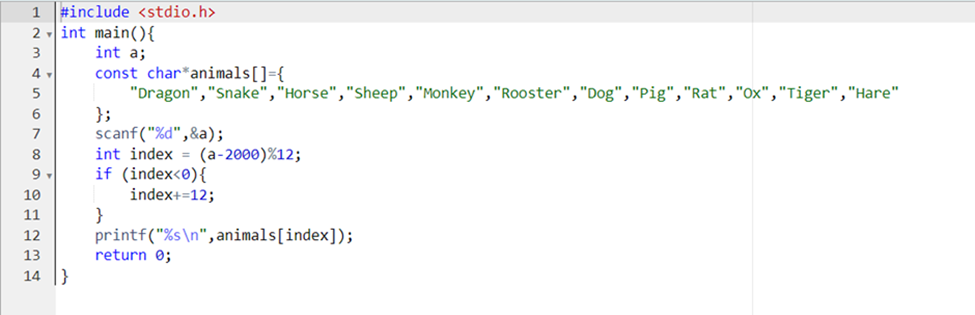 1 #include <stdio.h>
2 int main(){
3 int a;
4 const char*animals[]={
5 "Dragon","Snake","Horse","Sheep","Monkey","Rooster","Dog","Pig","Rat","Ox","Tiger","Hare"
6 };
7 scanf("%d",&a);
8 int index = (a-2000)%12;
9 if (index<0){
10 index+=12;
11 }
12 printf("%s\n",animals[index]);
13 return 0;
14 }